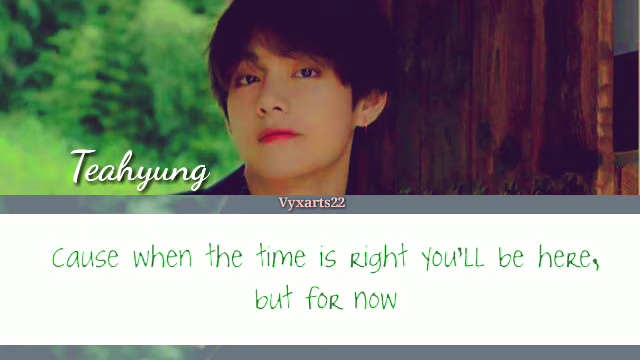 Teahyung
Vyxarts22
Cause when the time is right you'll be here,
but for now